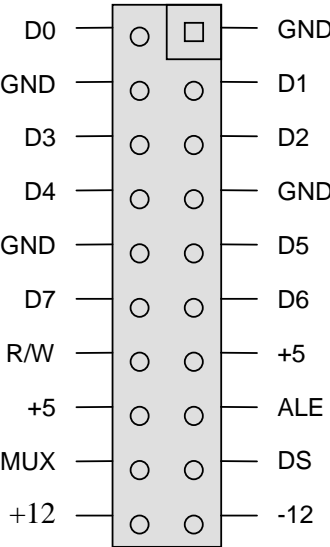 D0 GND
GND D1
D3 D2
D4 GND
GND D5
D7 D6
R/W +5
+5 ALE
MUX DS
+12 -12